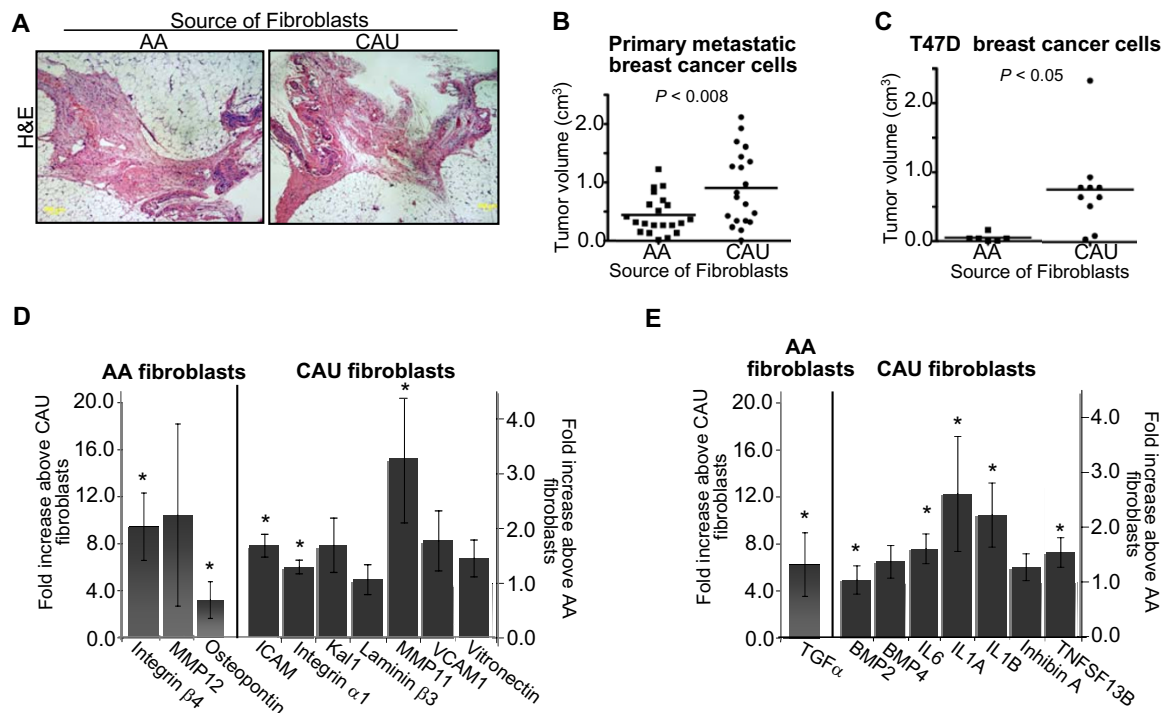 A
Source of Fibroblasts
AA CAU
H&E
B
Primary metastatic
breast cancer cells
P < 0.008
Tumor volume (cm³)
2.0
1.0
0.0
AA CAU
Source of Fibroblasts
C
T47D breast cancer cells
P < 0.05
Tumor volume (cm³)
2.0
1.0
0.0
AA CAU
Source of Fibroblasts
D
AA fibroblasts CAU fibroblasts
Fold increase above CAU
fibroblasts
20.0
16.0
12.0
8.0
4.0
0.0
* * * * *
4.0
3.0
2.0
1.0
0.0
Fold increase above AA
fibroblasts
Integrin β4
MMP12
Osteopontin
ICAM
Integrin α1
Kal1
Laminin β3
MMP11
VCAM1
Vitronectin
E
AA
fibroblasts CAU fibroblasts
Fold increase above CAU
fibroblasts
20.0
16.0
12.0
8.0
4.0
0.0
* * * * * *
4.0
3.0
2.0
1.0
0.0
Fold increase above AA
fibroblasts
TGFα
BMP2
BMP4
IL6
IL1A
IL1B
Inhibin A
TNFSF13B